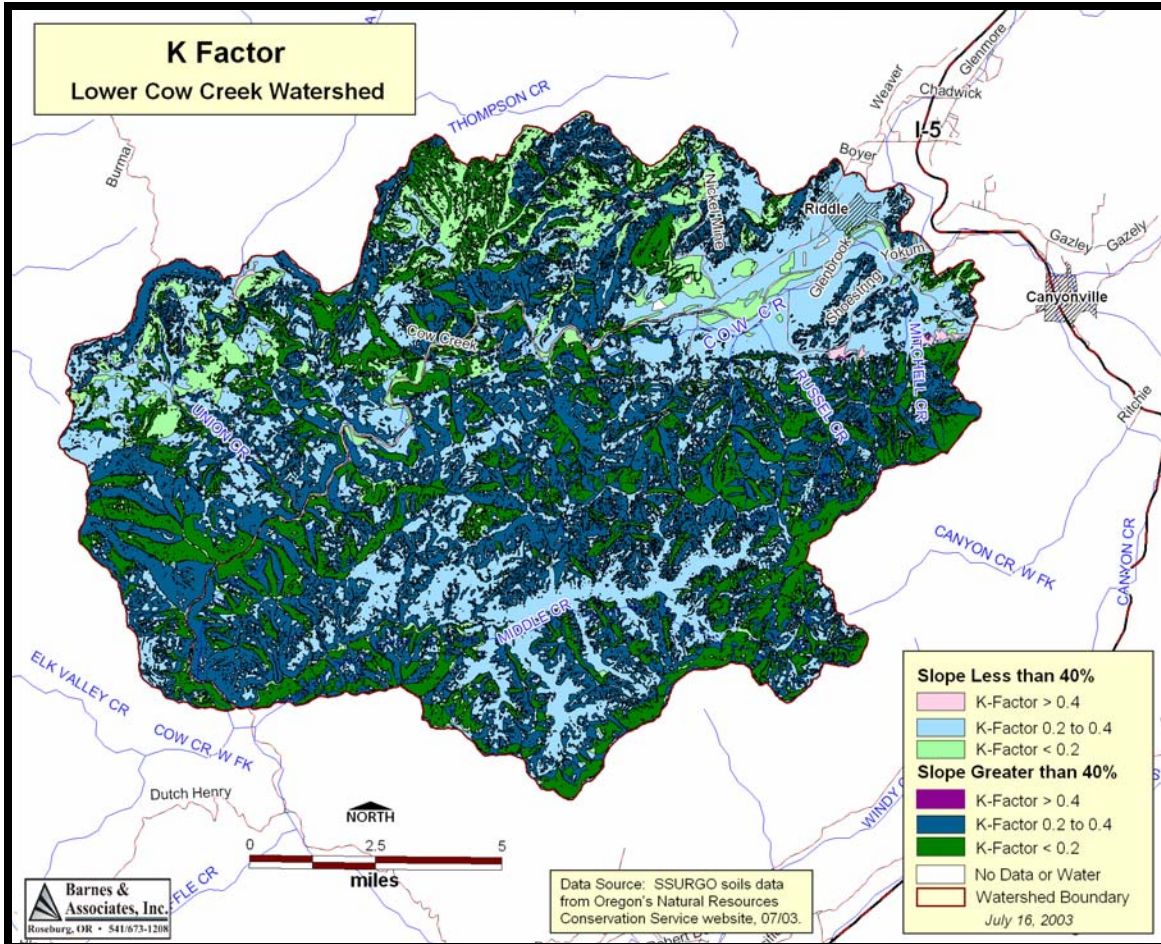 K Factor
Lower Cow Creek Watershed
THOMPSON CR
Burma
Weaver
Glenmore
Chadwick
I-5
Boyer
Nickel Mine
Riddle
Glenbrook
Yokum
Shoestring
Gazley
Gazely
Canyonville
Cow Creek
COW CR
MITCHELL CR
RUSSEL CR
UNION CR
Ritchie
CANYON CR, W FK
CANYON CR
MIDDLE CR
ELK VALLEY CR
COW CR, W FK
Dutch Henry
WINDY
NORTH
0 2.5 5
miles
Slope Less than 40%
K-Factor > 0.4
K-Factor 0.2 to 0.4
K-Factor < 0.2
Slope Greater than 40%
K-Factor > 0.4
K-Factor 0.2 to 0.4
K-Factor < 0.2
No Data or Water
Watershed Boundary
July 16, 2003
Data Source: SSURGO soils data
from Oregon's Natural Resources
Conservation Service website, 07/03.
Barnes &
Associates, Inc.
Roseburg, OR • 541/673-1208
FFLE CR